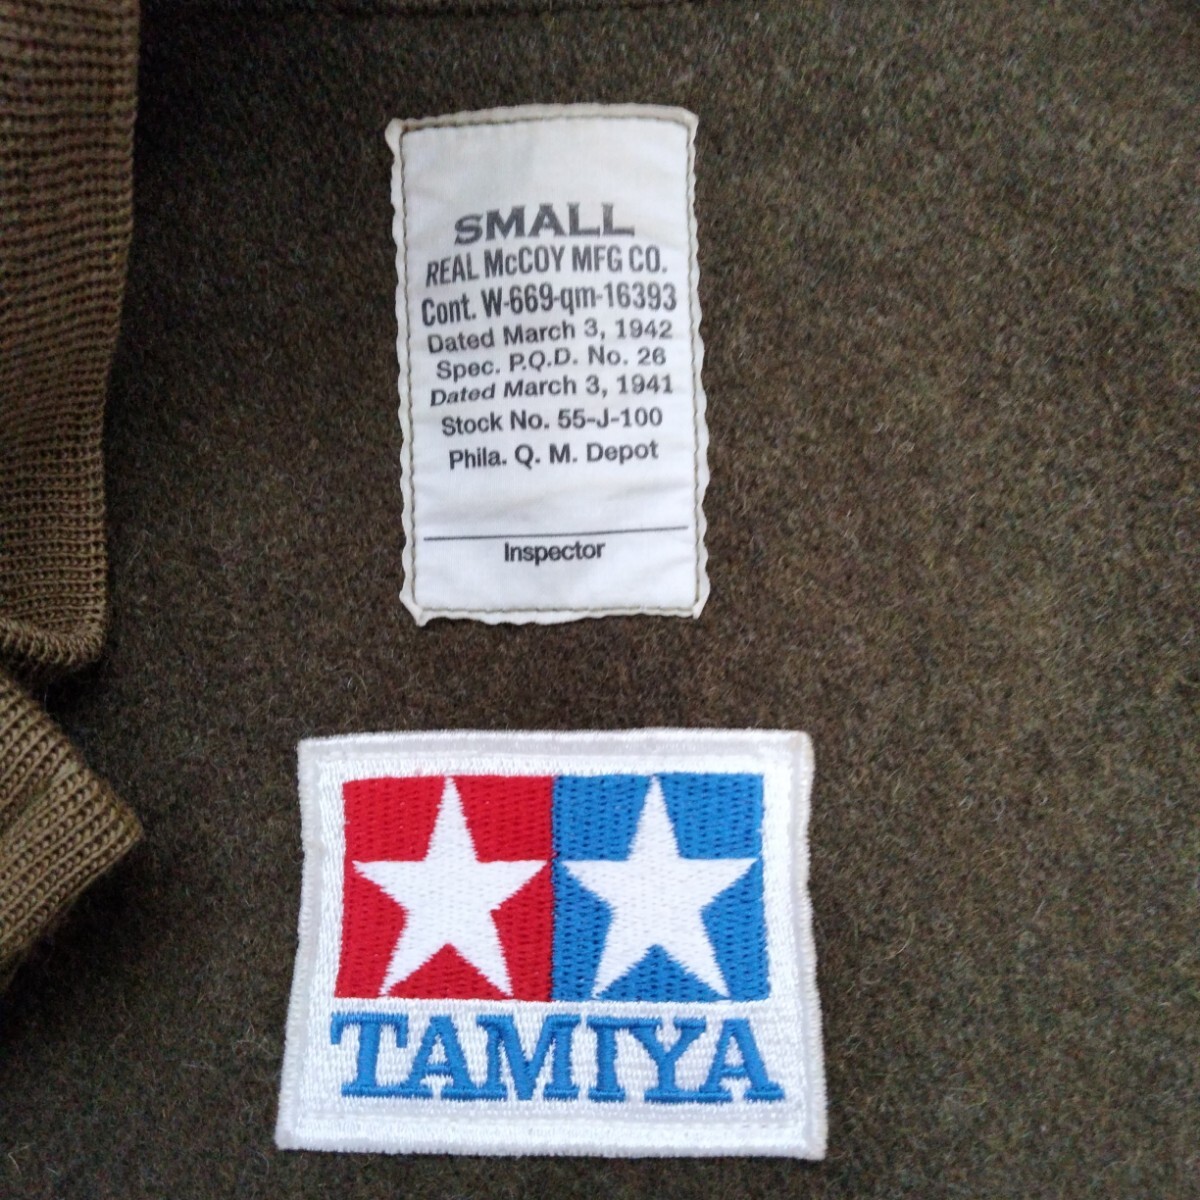 SMALL
REAL McCOY MFG CO.
Cont. W-669-qm-16393
Dated March 3, 1942
Spec. P.Q.D. No. 26
Dated March 3, 1941
Stock No. 55-J-100
Phila. Q. M. Depot
Inspector
TAMIYA